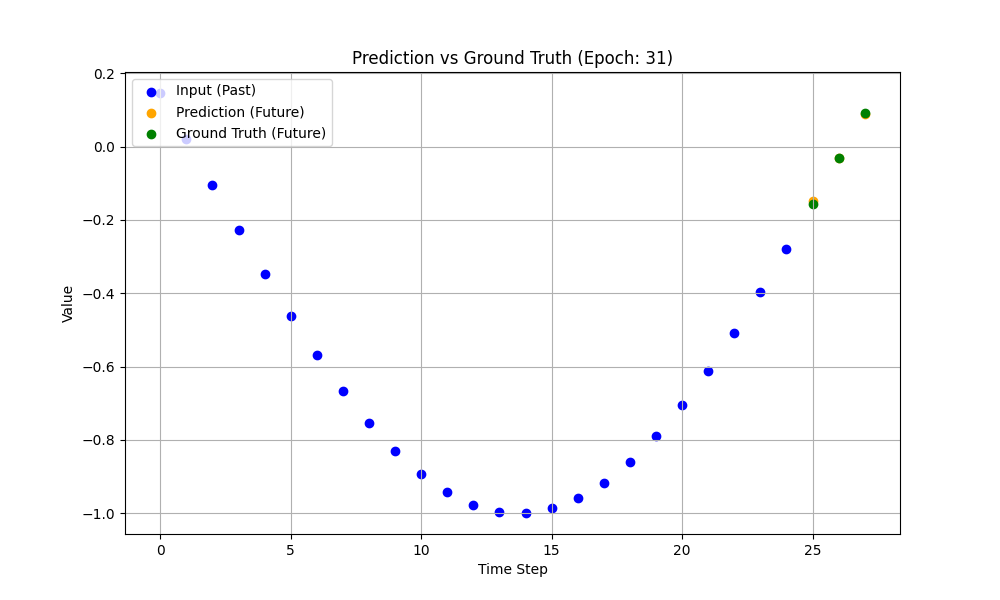 Prediction vs Ground Truth (Epoch: 31)
Input (Past)
Prediction (Future)
Ground Truth (Future)
Value
0.2
0.0
−0.2
−0.4
−0.6
−0.8
−1.0
0 5 10 15 20 25
Time Step